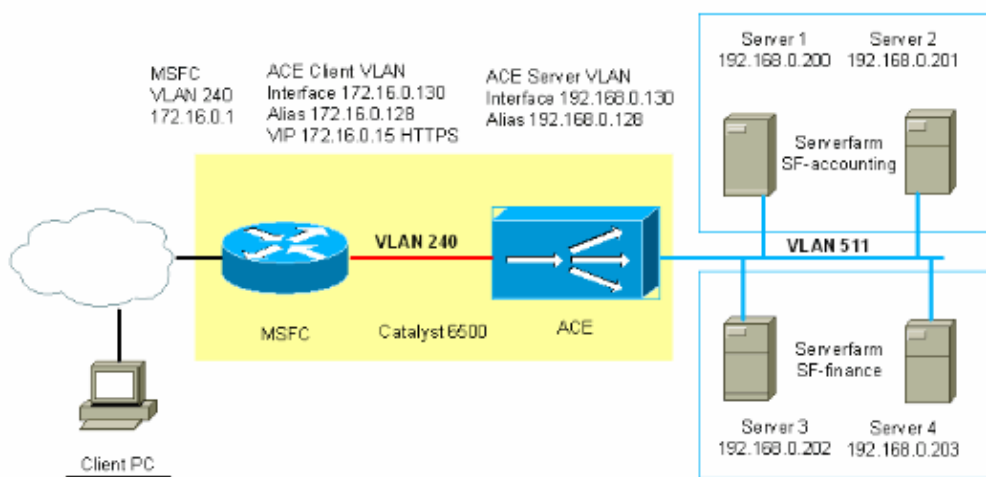 MSFC
VLAN 240
172.16.0.1
ACE Client VLAN
Interface 172.16.0.130
Alias 172.16.0.128
VIP 172.16.0.15 HTTPS
ACE Server VLAN
Interface 192.168.0.130
Alias 192.168.0.128
Server 1
192.168.0.200
Server 2
192.168.0.201
Serverfarm
SF-accounting
VLAN 240
VLAN 511
MSFC
Catalyst 6500
ACE
Serverfarm
SF-finance
Server 3
192.168.0.202
Server 4
192.168.0.203
Client PC